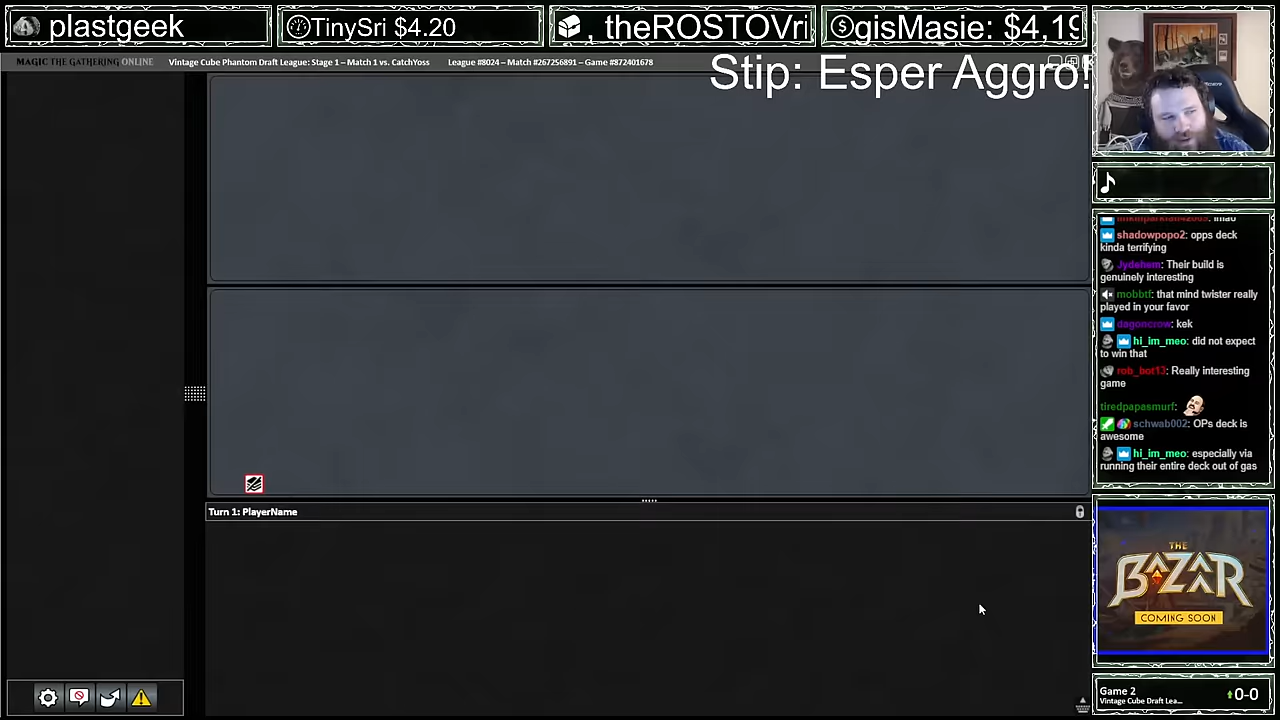 plastgeek
TinySri $4.20
, theROSTOVri
gisMasie: $4,19
MAGIC THE GATHERING ONLINE
Vintage Cube Phantom Draft League: Stage 1 – Match 1 vs. CatchYoss
League #8024 – Match #267256891 – Game #872401678
Stip: Esper Aggro!
shadowpopo2: opps deck
kinda terrifying
Jydehem: Their build is
genuinely interesting
mobbtf: that mind twister really
played in your favor
dagoncrow: kek
hi_im_meo: did not expect
to win that
rob_bot13: Really interesting
game
tiredpapasmurf:
schwab002: OPs deck is
awesome
hi_im_meo: especially via
running their entire deck out of gas
Turn 1: PlayerName
THE
BAZAAR
COMING SOON
Game 2
Vintage Cube Draft Lea...
0-0